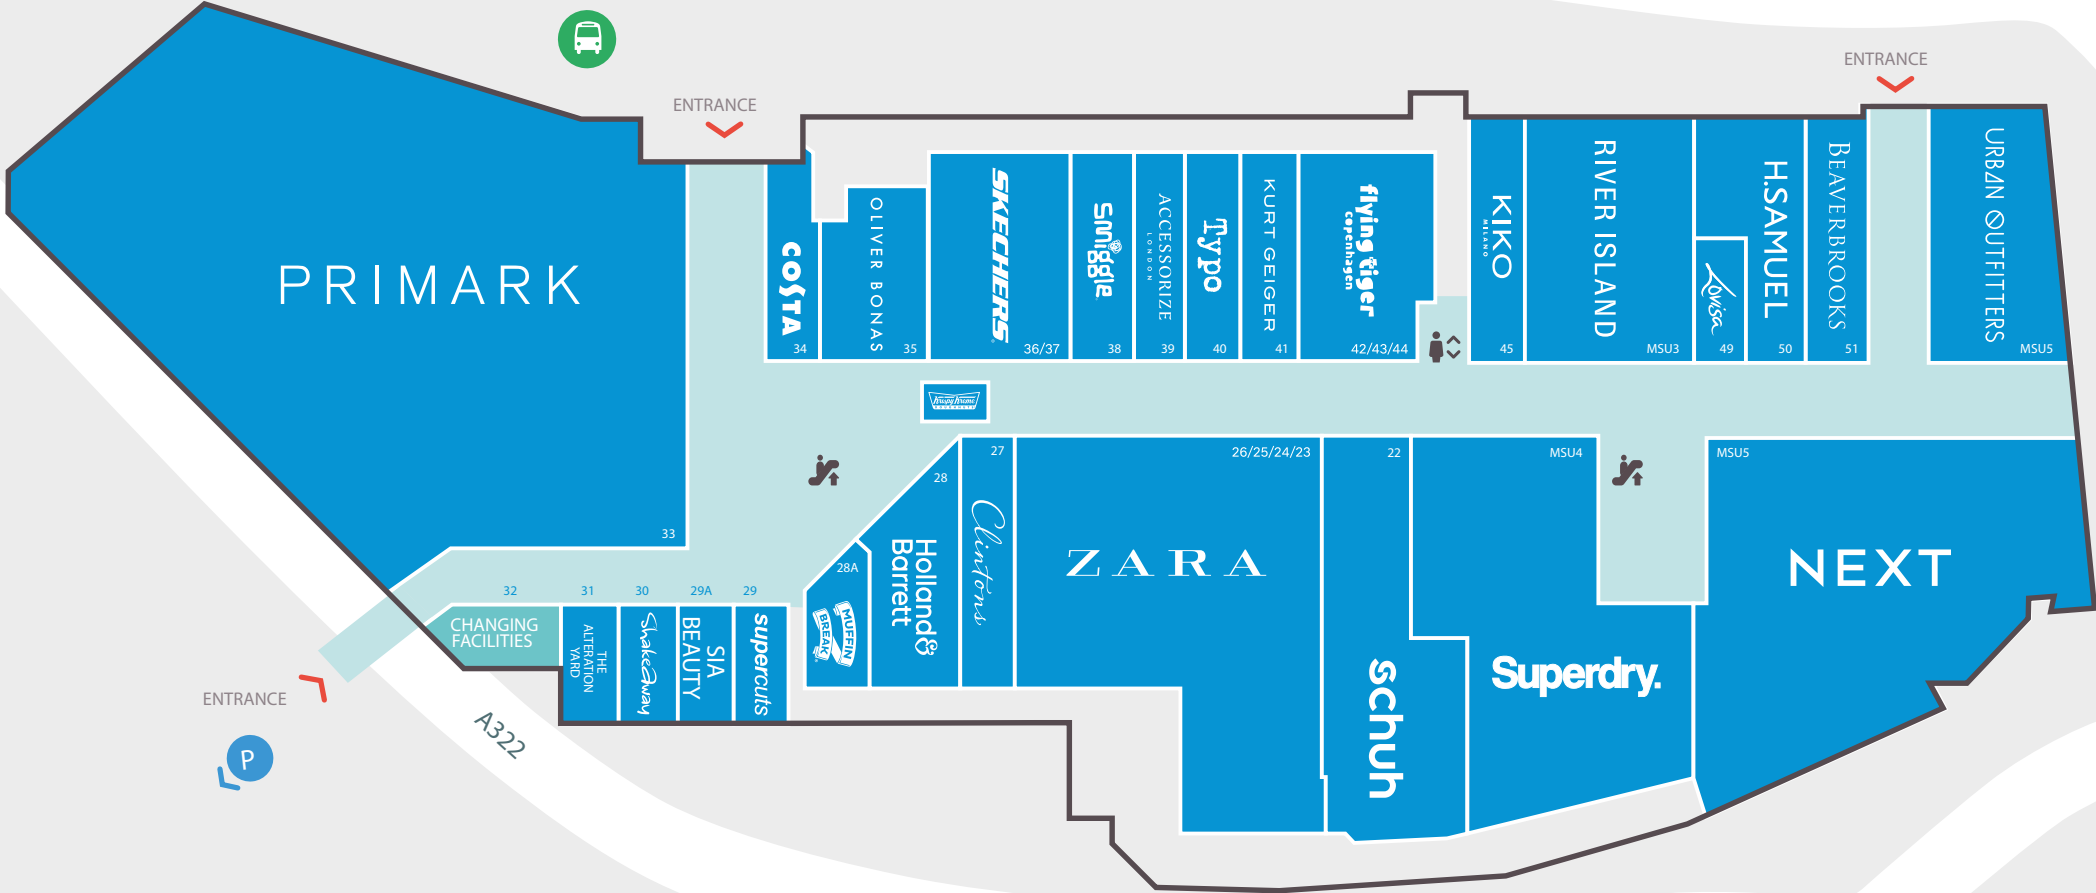 ENTRANCE
ENTRANCE
PRIMARK
33
COSTA
34
OLIVER BONAS
35
SKECHERS
36/37
Smiggle
38
ACCESSORIZE
LONDON
39
Typo
40
KURT GEIGER
41
flying tiger
copenhagen
42/43/44
KIKO
MILANO
45
RIVER ISLAND
MSU3
Lovisa
49
H.SAMUEL
50
BEAVERBROOKS
51
URBAN OUTFITTERS
MSU5
Krispy Kreme
DOUGHNUTS
27
Clintons
28
Holland&
Barrett
28A
MUFFIN
BREAK
26/25/24/23
ZARA
22
schuh
MSU4
Superdry.
MSU5
NEXT
32
CHANGING
FACILITIES
31
THE
ALTERATION
YARD
30
ShakeAway
29A
SIA
BEAUTY
29
supercuts
ENTRANCE
P
A322